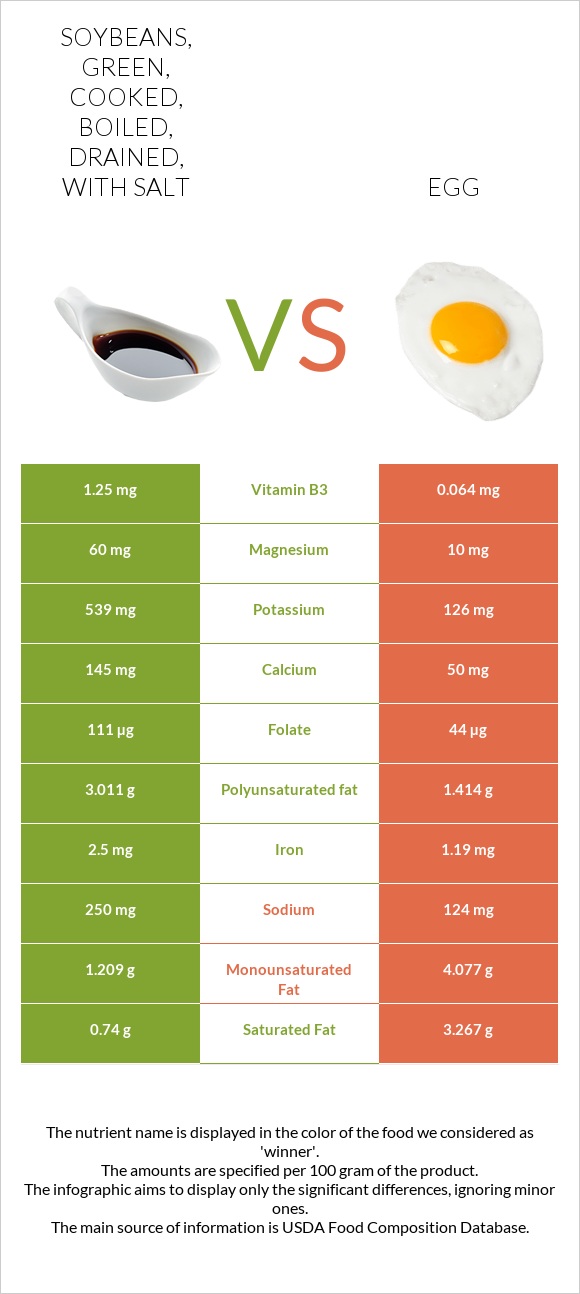 SOYBEANS,
GREEN,
COOKED,
BOILED,
DRAINED,
WITH SALT
EGG
VS
1.25 mg Vitamin B3 0.064 mg
60 mg Magnesium 10 mg
539 mg Potassium 126 mg
145 mg Calcium 50 mg
111 µg Folate 44 µg
3.011 g Polyunsaturated fat 1.414 g
2.5 mg Iron 1.19 mg
250 mg Sodium 124 mg
1.209 g Monounsaturated 4.077 g
Fat
0.74 g Saturated Fat 3.267 g
The nutrient name is displayed in the color of the food we considered as
'winner'.
The amounts are specified per 100 gram of the product.
The infographic aims to display only the significant differences, ignoring minor
ones.
The main source of information is USDA Food Composition Database.